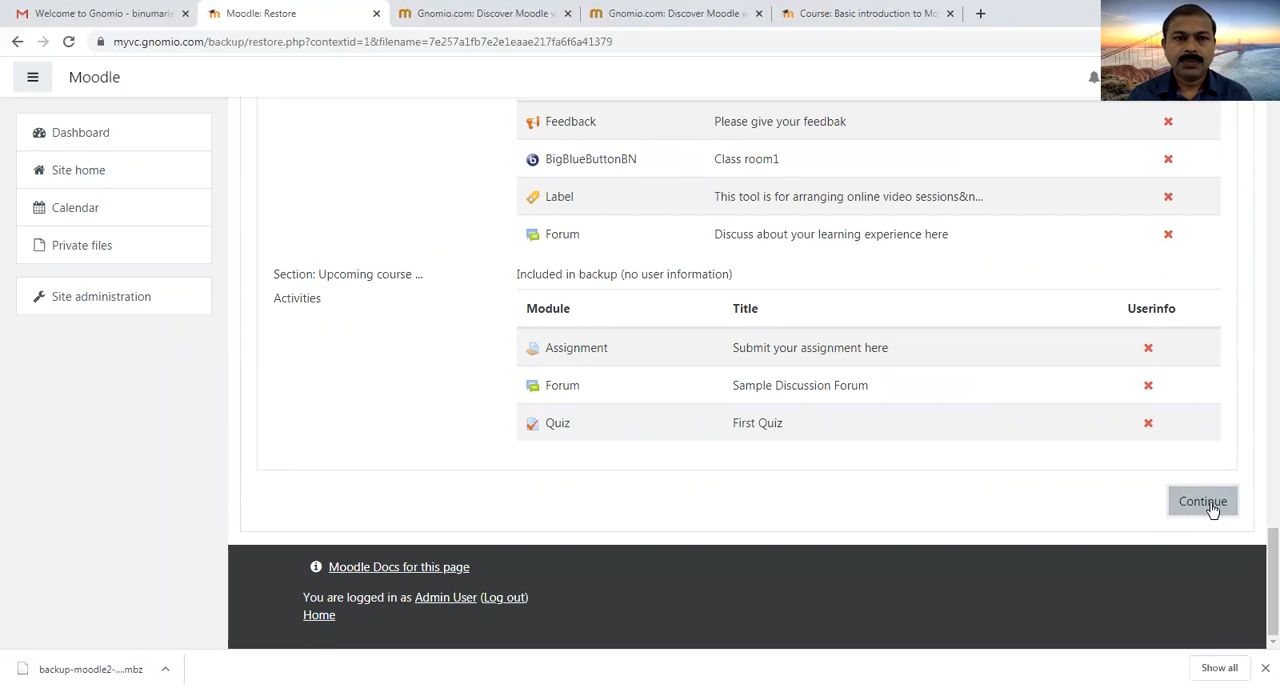 Welcome to Gnomio - binumaris
Moodle: Restore
Gnomio.com: Discover Moodle w
Gnomio.com: Discover Moodle w
Course: Basic introduction to Mo
myvc.gnomio.com/backup/restore.php?contextid=1&filename=7e257a1fb7e2e1eaae217fa6f6a41379
Moodle
Dashboard
Site home
Calendar
Private files
Site administration
Feedback Please give your feedbak
BigBlueButtonBN Class room1
Label This tool is for arranging online video sessions&n...
Forum Discuss about your learning experience here
Section: Upcoming course ... Included in backup (no user information)
Activities
Module Title Userinfo
Assignment Submit your assignment here
Forum Sample Discussion Forum
Quiz First Quiz
Continue
Moodle Docs for this page
You are logged in as Admin User (Log out)
Home
backup-moodle2-....mbz
Show all